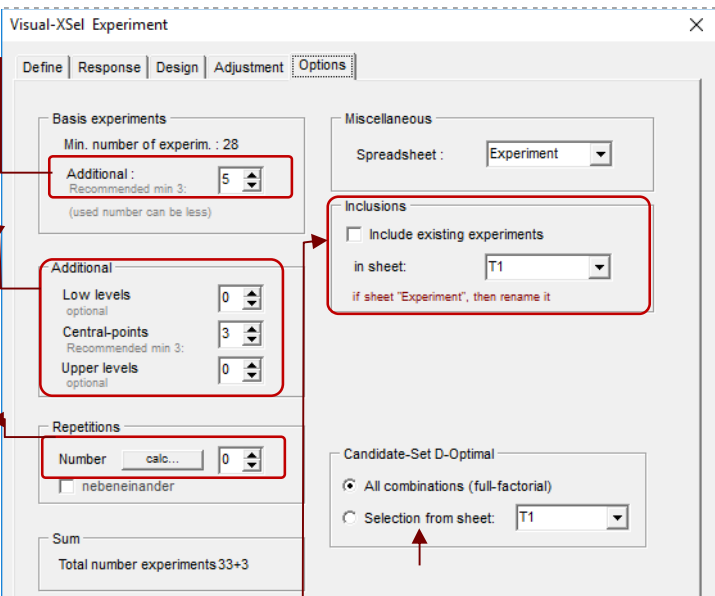 Visual-XSel Experiment
Define Response Design Adjustment Options
Basis experiments
Min. number of experim. : 28
Additional : 5
Recommended min 3:
(used number can be less)
Additional
Low levels 0
optional
Central-points 3
Recommended min 3:
Upper levels 0
optional
Repetitions
Number calc... 0
nebeneinander
Sum
Total number experiments 33+3
Miscellaneous
Spreadsheet : Experiment
Inclusions
Include existing experiments
in sheet: T1
if sheet "Experiment", then rename it
Candidate-Set D-Optimal
All combinations (full-factorial)
Selection from sheet: T1